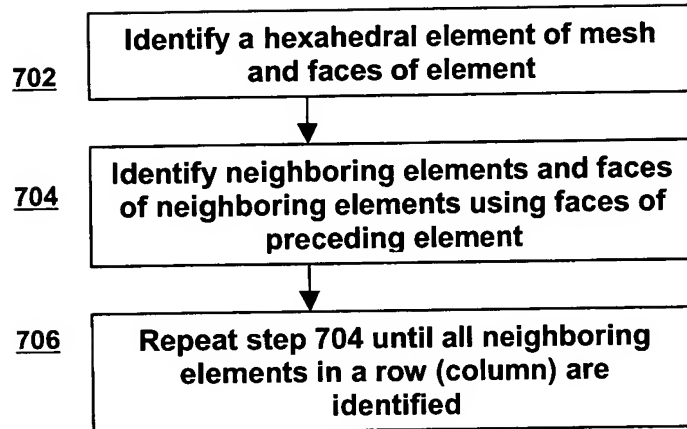 702
Identify a hexahedral element of mesh
and faces of element
704
Identify neighboring elements and faces
of neighboring elements using faces of
preceding element
706
Repeat step 704 until all neighboring
elements in a row (column) are
identified